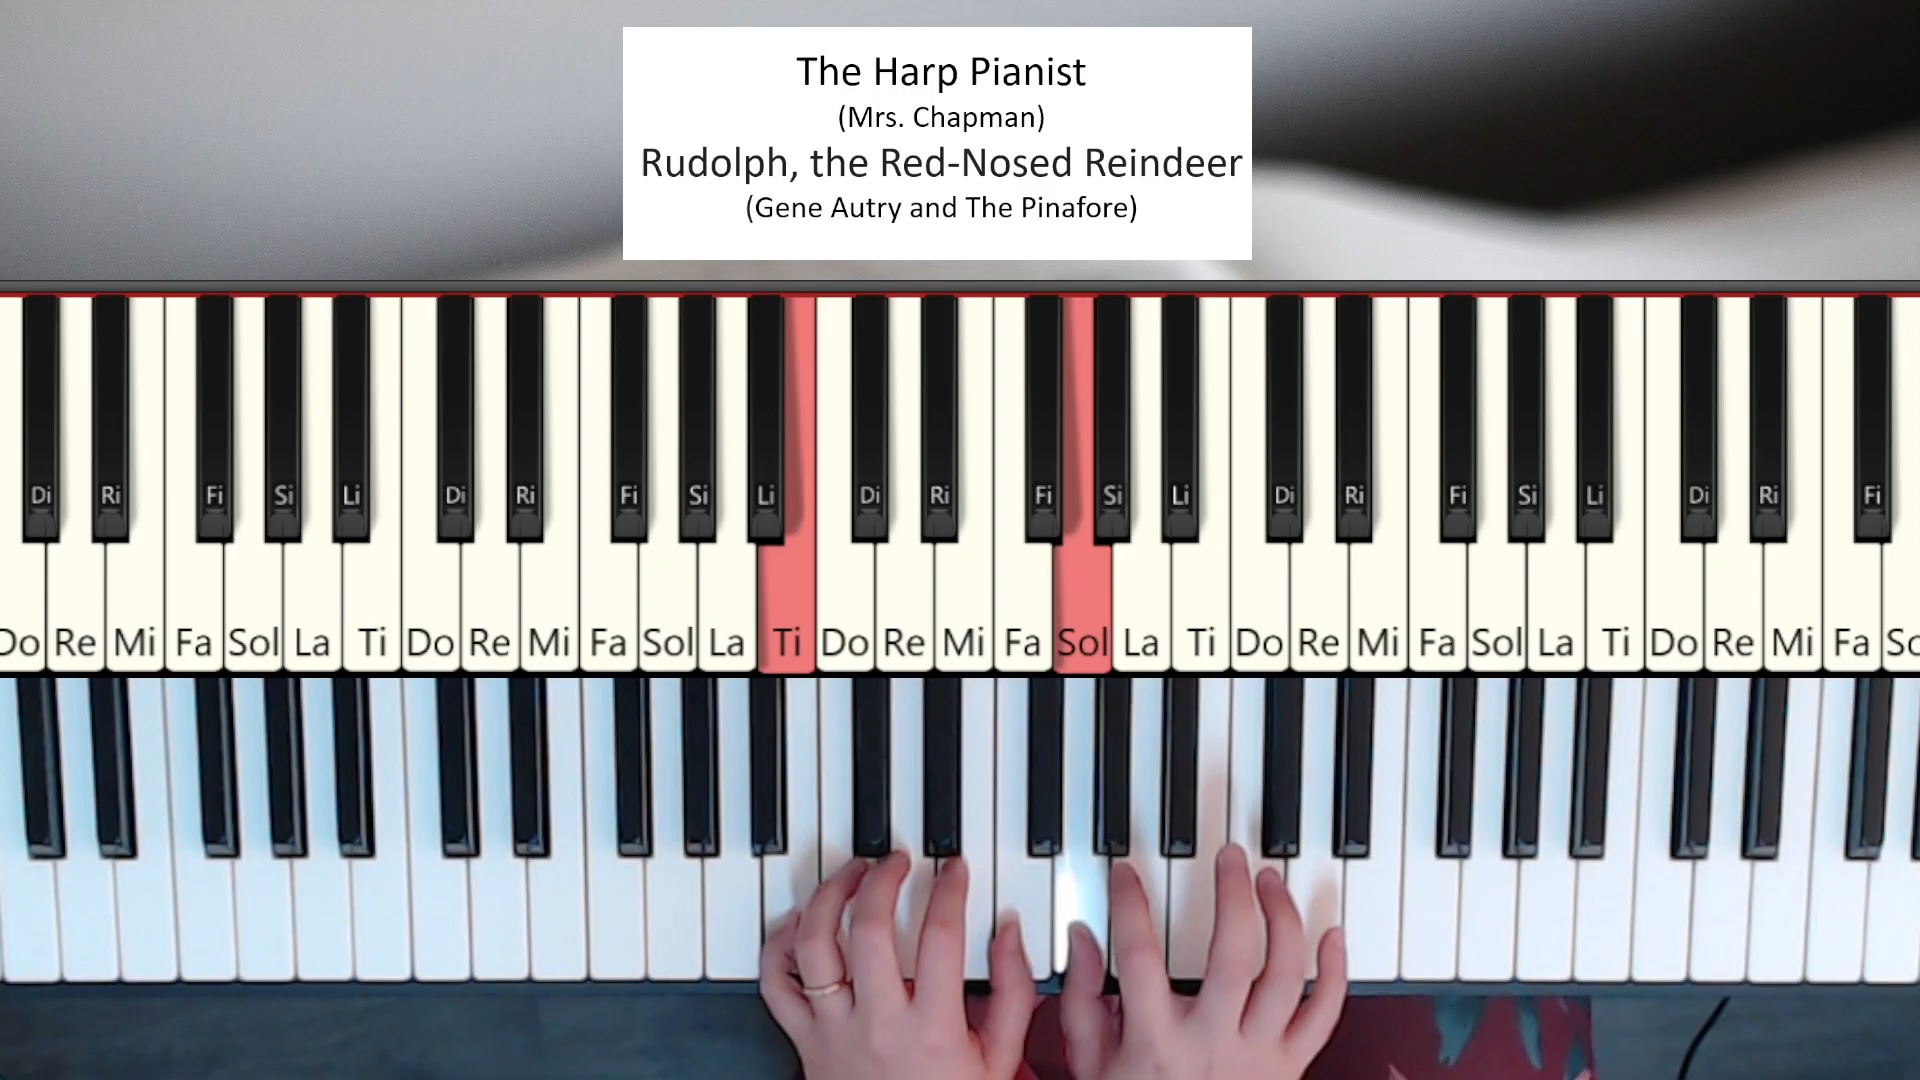 The Harp Pianist
(Mrs. Chapman)
Rudolph, the Red-Nosed Reindeer
(Gene Autry and The Pinafore)
Di Ri Fi Si Li Di Ri Fi Si Li Di Ri Fi Si Li Di Ri Fi Si Li Di Ri Fi
Do Re Mi Fa Sol La Ti Do Re Mi Fa Sol La Ti Do Re Mi Fa Sol La Ti Do Re Mi Fa Sol La Ti Do Re Mi Fa So